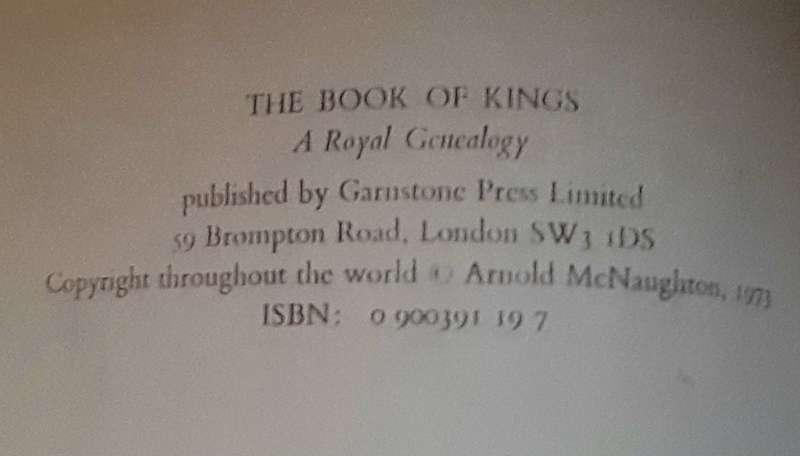 THE BOOK OF KINGS
A Royal Genealogy
published by Garnstone Press Limited
59 Brompton Road, London SW3 1DS
Copyright throughout the world © Arnold McNaughton, 1973
ISBN: 0 900391 19 7